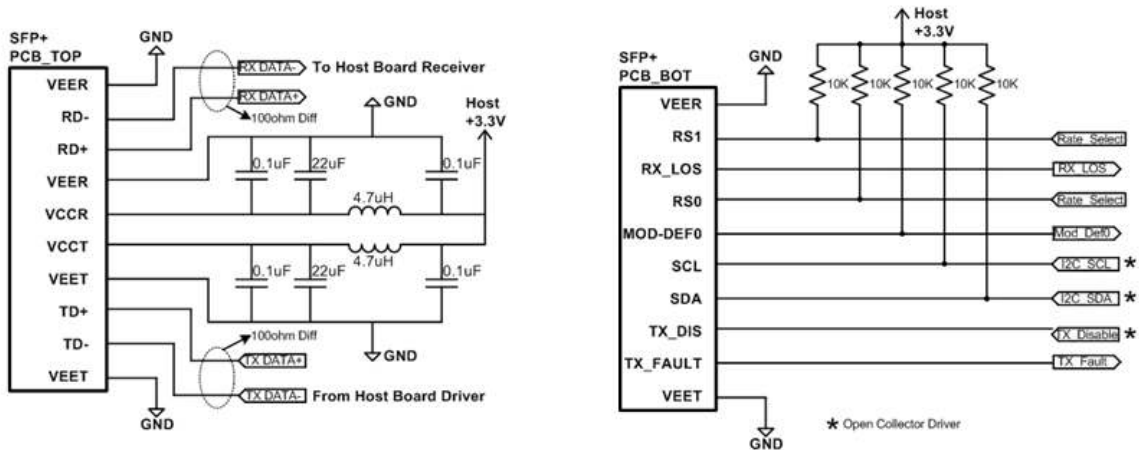 SFP+
PCB_TOP
GND
VEER
RD-
RD+
VEER
VCCR
VCCT
VEET
TD+
TD-
VEET
GND
RX DATA-
To Host Board Receiver
RX DATA+
100ohm Diff
GND
Host
+3.3V
0.1uF
22uF
0.1uF
4.7uH
4.7uH
0.1uF
22uF
0.1uF
100ohm Diff
GND
TX DATA+
TX DATA-
From Host Board Driver
SFP+
PCB_BOT
GND
Host
+3.3V
10K
10K
10K
10K
10K
VEER
RS1
Rate_Select
RX_LOS
RX_LOS
RS0
Rate_Select
MOD-DEF0
Mod_Def0
SCL
I2C_SCL *
SDA
I2C_SDA *
TX_DIS
TX_Disable *
TX_FAULT
TX_Fault
VEET
GND
* Open Collector Driver